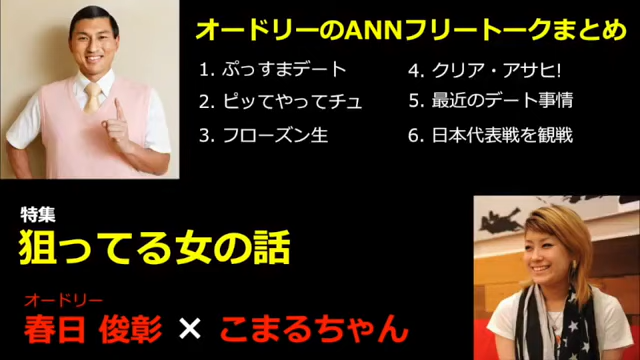 オードリーのANNフリートークまとめ
1. ぷっすまデート
2. ピッてやってチュ
3. フローズン生
4. クリア・アサヒ!
5. 最近のデート事情
6. 日本代表戦を観戦
特集
狙ってる女の話
オードリー
春日 俊彰 × こまるちゃん